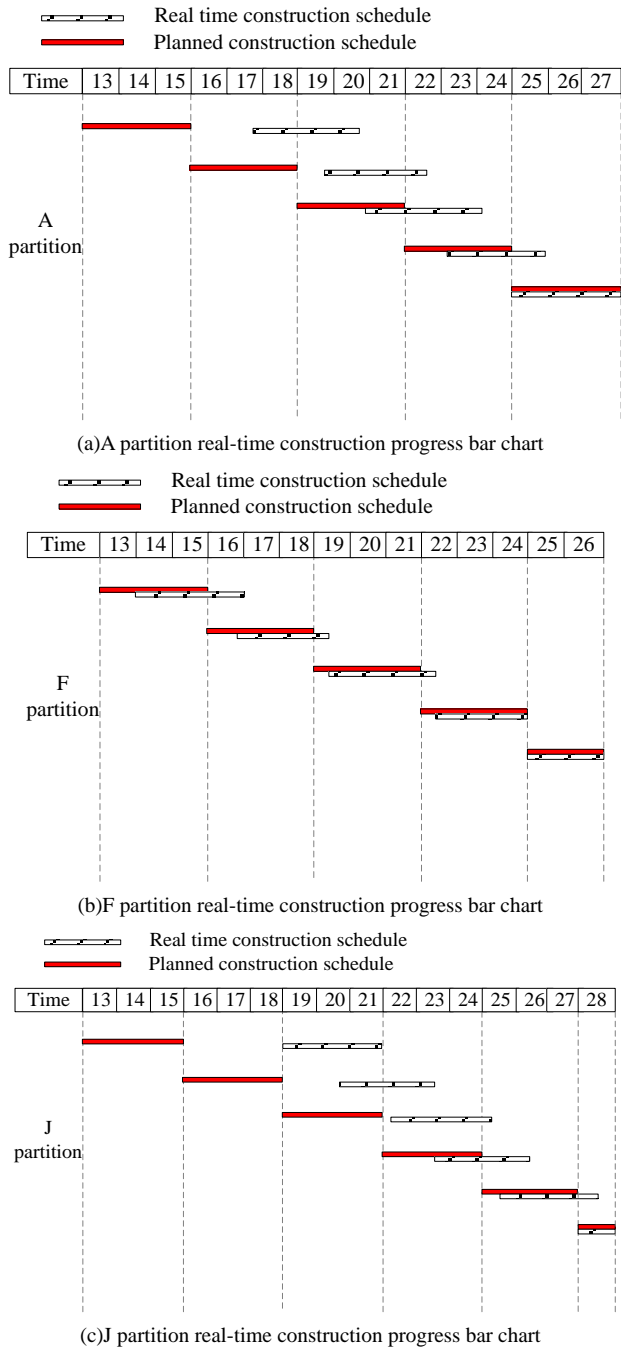 Real time construction schedule
Planned construction schedule
Time 13 14 15 16 17 18 19 20 21 22 23 24 25 26 27
A
partition
(a)A partition real-time construction progress bar chart
Real time construction schedule
Planned construction schedule
Time 13 14 15 16 17 18 19 20 21 22 23 24 25 26
F
partition
(b)F partition real-time construction progress bar chart
Real time construction schedule
Planned construction schedule
Time 13 14 15 16 17 18 19 20 21 22 23 24 25 26 27 28
J
partition
(c)J partition real-time construction progress bar chart